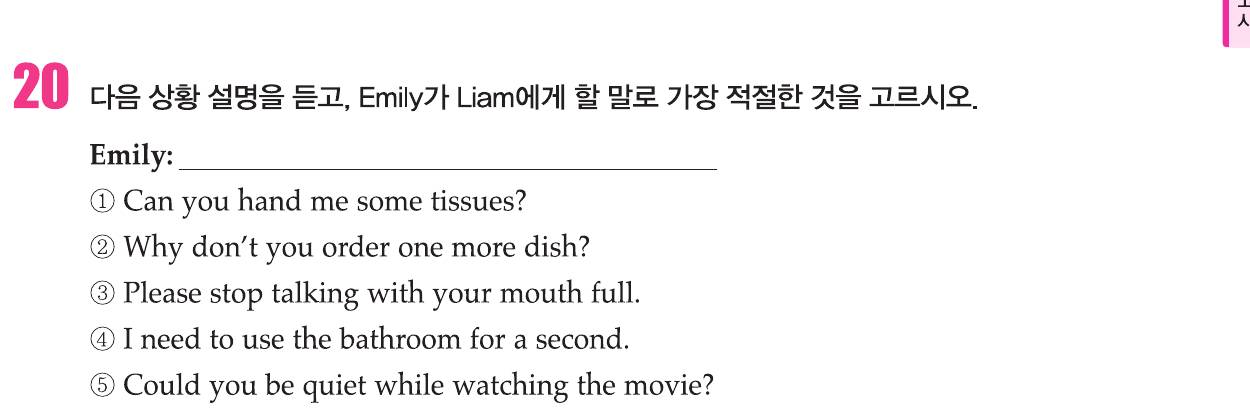 20 다음 상황 설명을 듣고, Emily가 Liam에게 할 말로 가장 적절한 것을 고르시오.
Emily: ____________________
① Can you hand me some tissues?
② Why don't you order one more dish?
③ Please stop talking with your mouth full.
④ I need to use the bathroom for a second.
⑤ Could you be quiet while watching the movie?